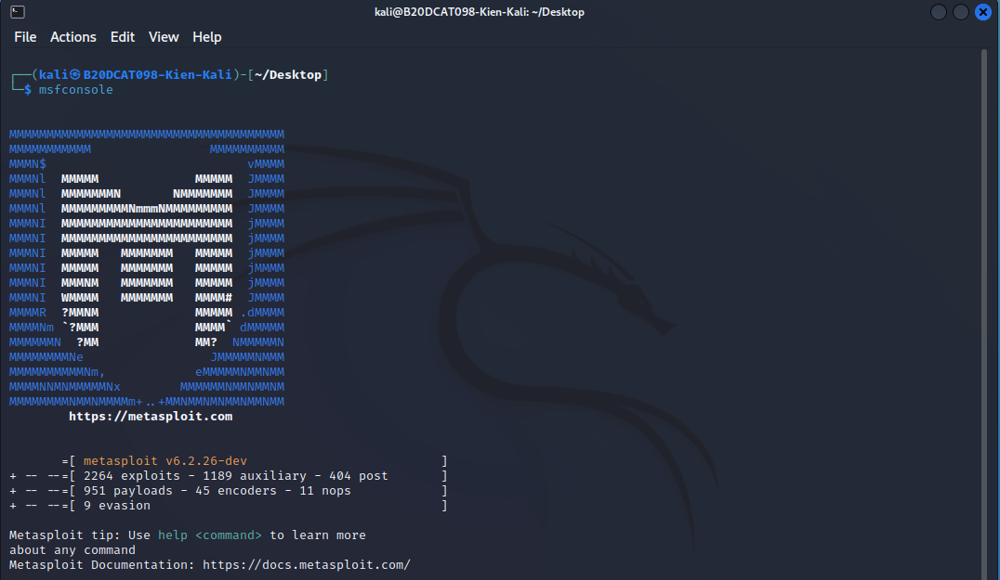 kali@B20DCAT098-Kien-Kali: ~/Desktop
File Actions Edit View Help
┌──(kali㉿B20DCAT098-Kien-Kali)-[~/Desktop]
└─$ msfconsole
MMMMMMMMMMMMMMMMMMMMMMMMMMMMMMMMMMMMM
MMMMMMMMMMM                MMMMMMMMMM
MMMN$                           vMMMM
MMMNl  MMMMM             MMMMM  JMMMM
MMMNl  MMMMMMMN       NMMMMMMM  JMMMM
MMMNl  MMMMMMMMMNmmmNMMMMMMMMM  JMMMM
MMMNI  MMMMMMMMMMMMMMMMMMMMMMM  jMMMM
MMMNI  MMMMMMMMMMMMMMMMMMMMMMM  jMMMM
MMMNI  MMMMM   MMMMMMM   MMMMM  jMMMM
MMMNI  MMMMM   MMMMMMM   MMMMM  jMMMM
MMMNI  MMMNM   MMMMMMM   MMMMM  jMMMM
MMMNI  WMMMM   MMMMMMM   MMMM#  JMMMM
MMMMR  ?MMNM             MMMMM .dMMMM
MMMMNm `?MMM             MMMM` dMMMMM
MMMMMMN  ?MM             MM?  NMMMMMN
MMMMMMMMNe                 JMMMMMNMMM
MMMMMMMMMMNm,            eMMMMMNMMNMM
MMMMNNMNMMMMMNx        MMMMMMNMMNMMNM
MMMMMMMMNMMNMMMMm+..+MMNMMNMNMMNMMNMM
https://metasploit.com
=[ metasploit v6.2.26-dev                          ]
+ -- --=[ 2264 exploits - 1189 auxiliary - 404 post       ]
+ -- --=[ 951 payloads - 45 encoders - 11 nops            ]
+ -- --=[ 9 evasion                                       ]
Metasploit tip: Use help <command> to learn more
about any command
Metasploit Documentation: https://docs.metasploit.com/